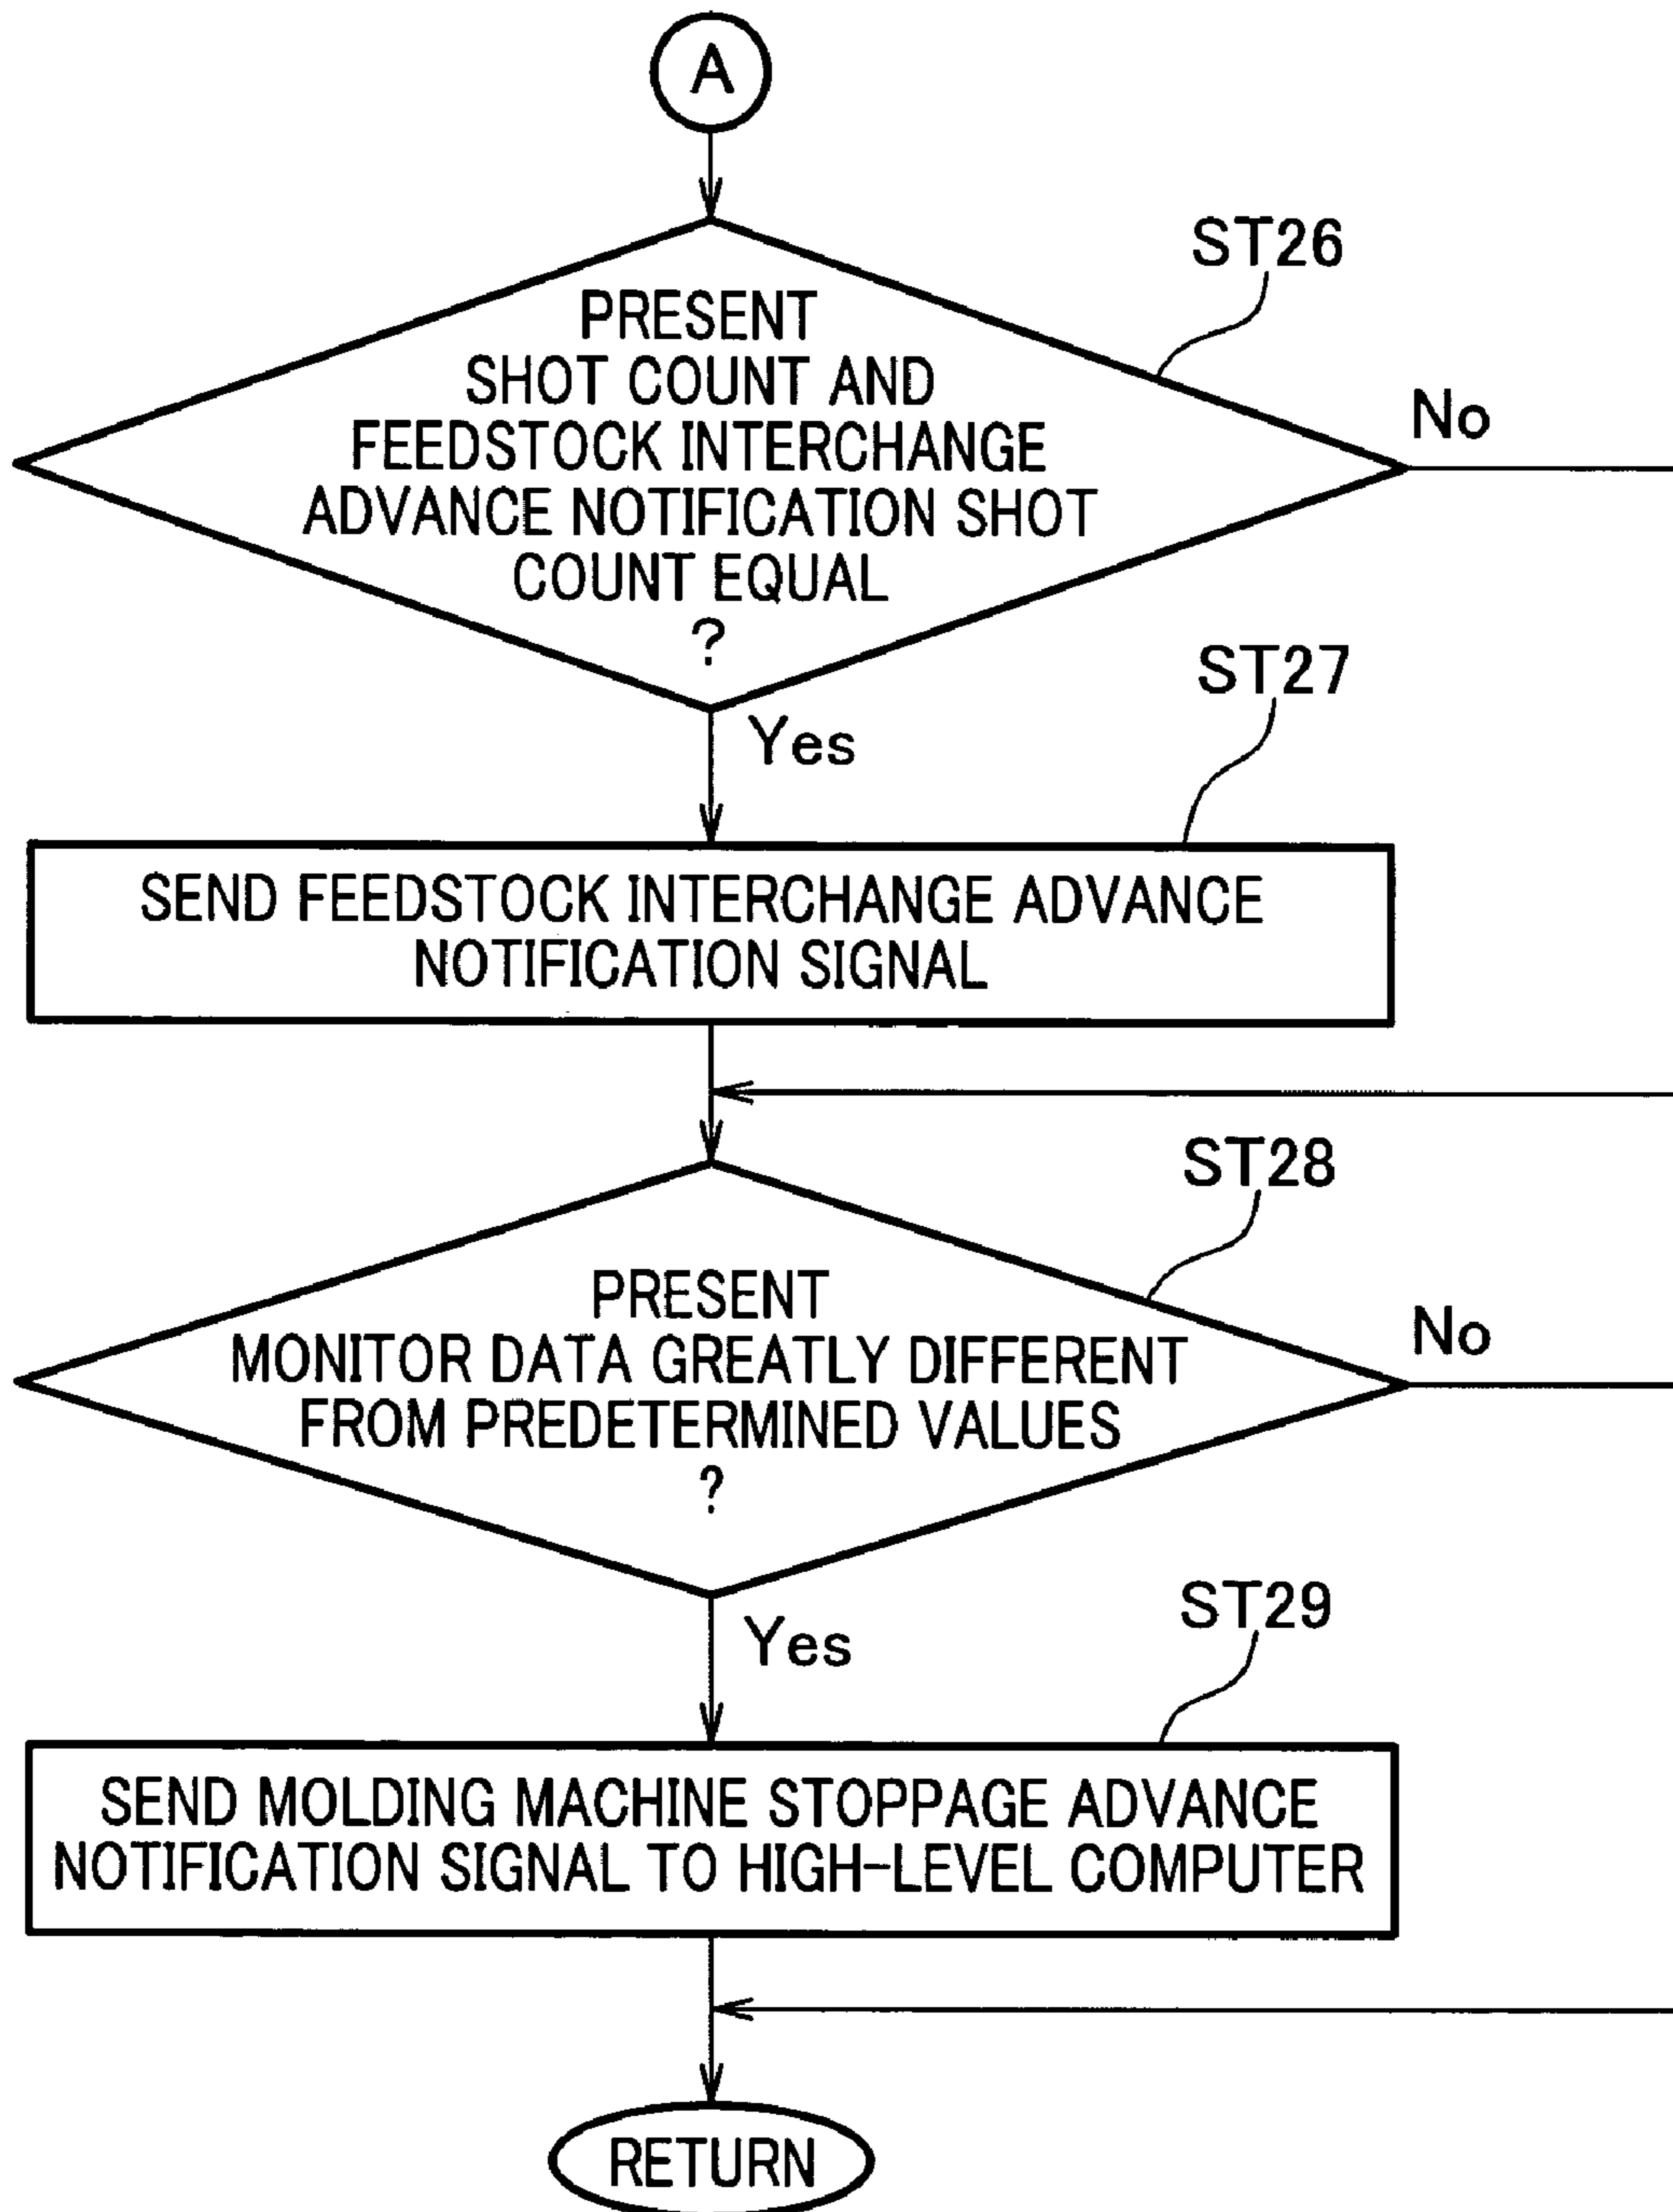 A
ST26
PRESENT
SHOT COUNT AND
FEEDSTOCK INTERCHANGE
ADVANCE NOTIFICATION SHOT
COUNT EQUAL
?
No
Yes
ST27
SEND FEEDSTOCK INTERCHANGE ADVANCE
NOTIFICATION SIGNAL
ST28
PRESENT
MONITOR DATA GREATLY DIFFERENT
FROM PREDETERMINED VALUES
?
No
Yes
ST29
SEND MOLDING MACHINE STOPPAGE ADVANCE
NOTIFICATION SIGNAL TO HIGH-LEVEL COMPUTER
RETURN